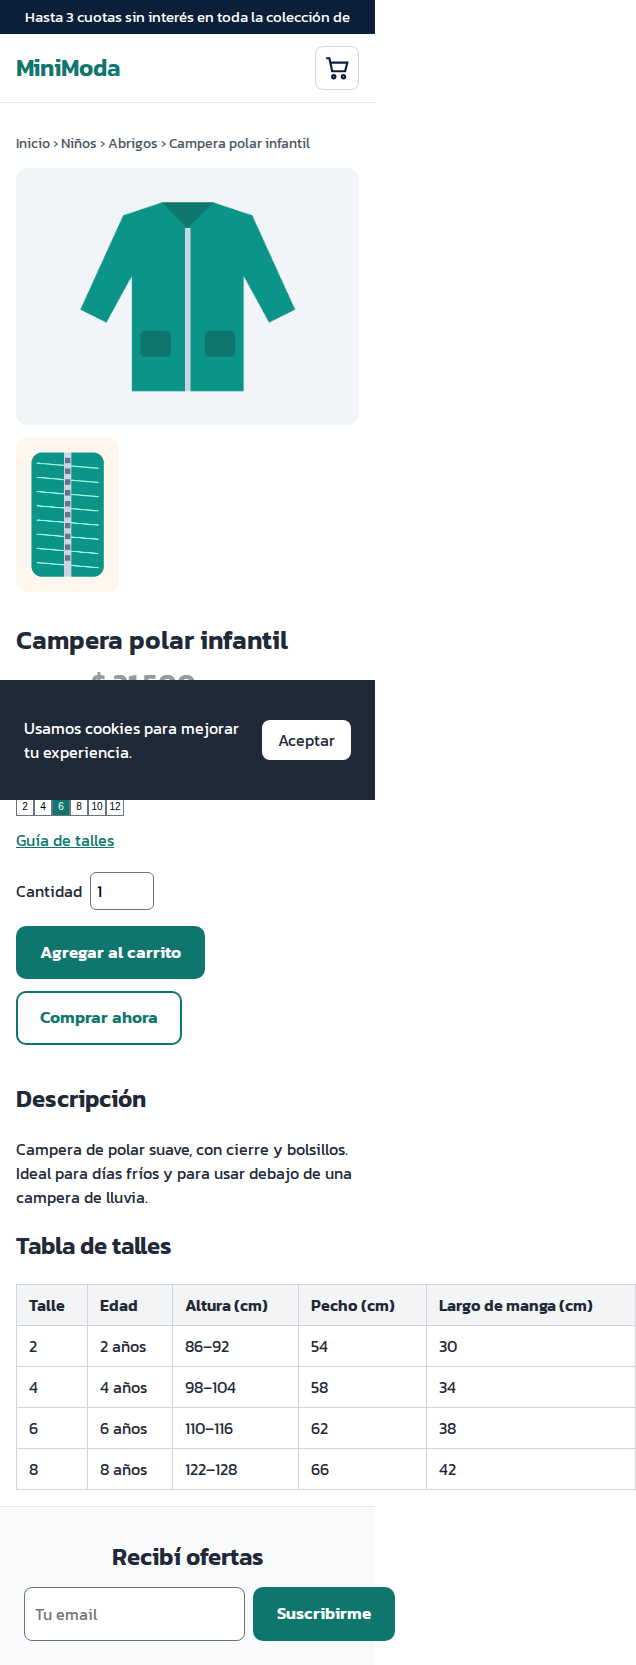 Hasta 3 cuotas sin interés en toda la colección de
MiniModa
Inicio › Niños › Abrigos › Campera polar infantil
Campera polar infantil
Usamos cookies para mejorar
tu experiencia.
Aceptar
2 4 6 8 10 12
Guía de talles
Cantidad 1
Agregar al carrito
Comprar ahora
Descripción
Campera de polar suave, con cierre y bolsillos.
Ideal para días fríos y para usar debajo de una
campera de lluvia.
Tabla de talles
Talle Edad Altura (cm) Pecho (cm) Largo de manga (cm)
2 2 años 86–92 54 30
4 4 años 98–104 58 34
6 6 años 110–116 62 38
8 8 años 122–128 66 42
Recibí ofertas
Tu email Suscribirme